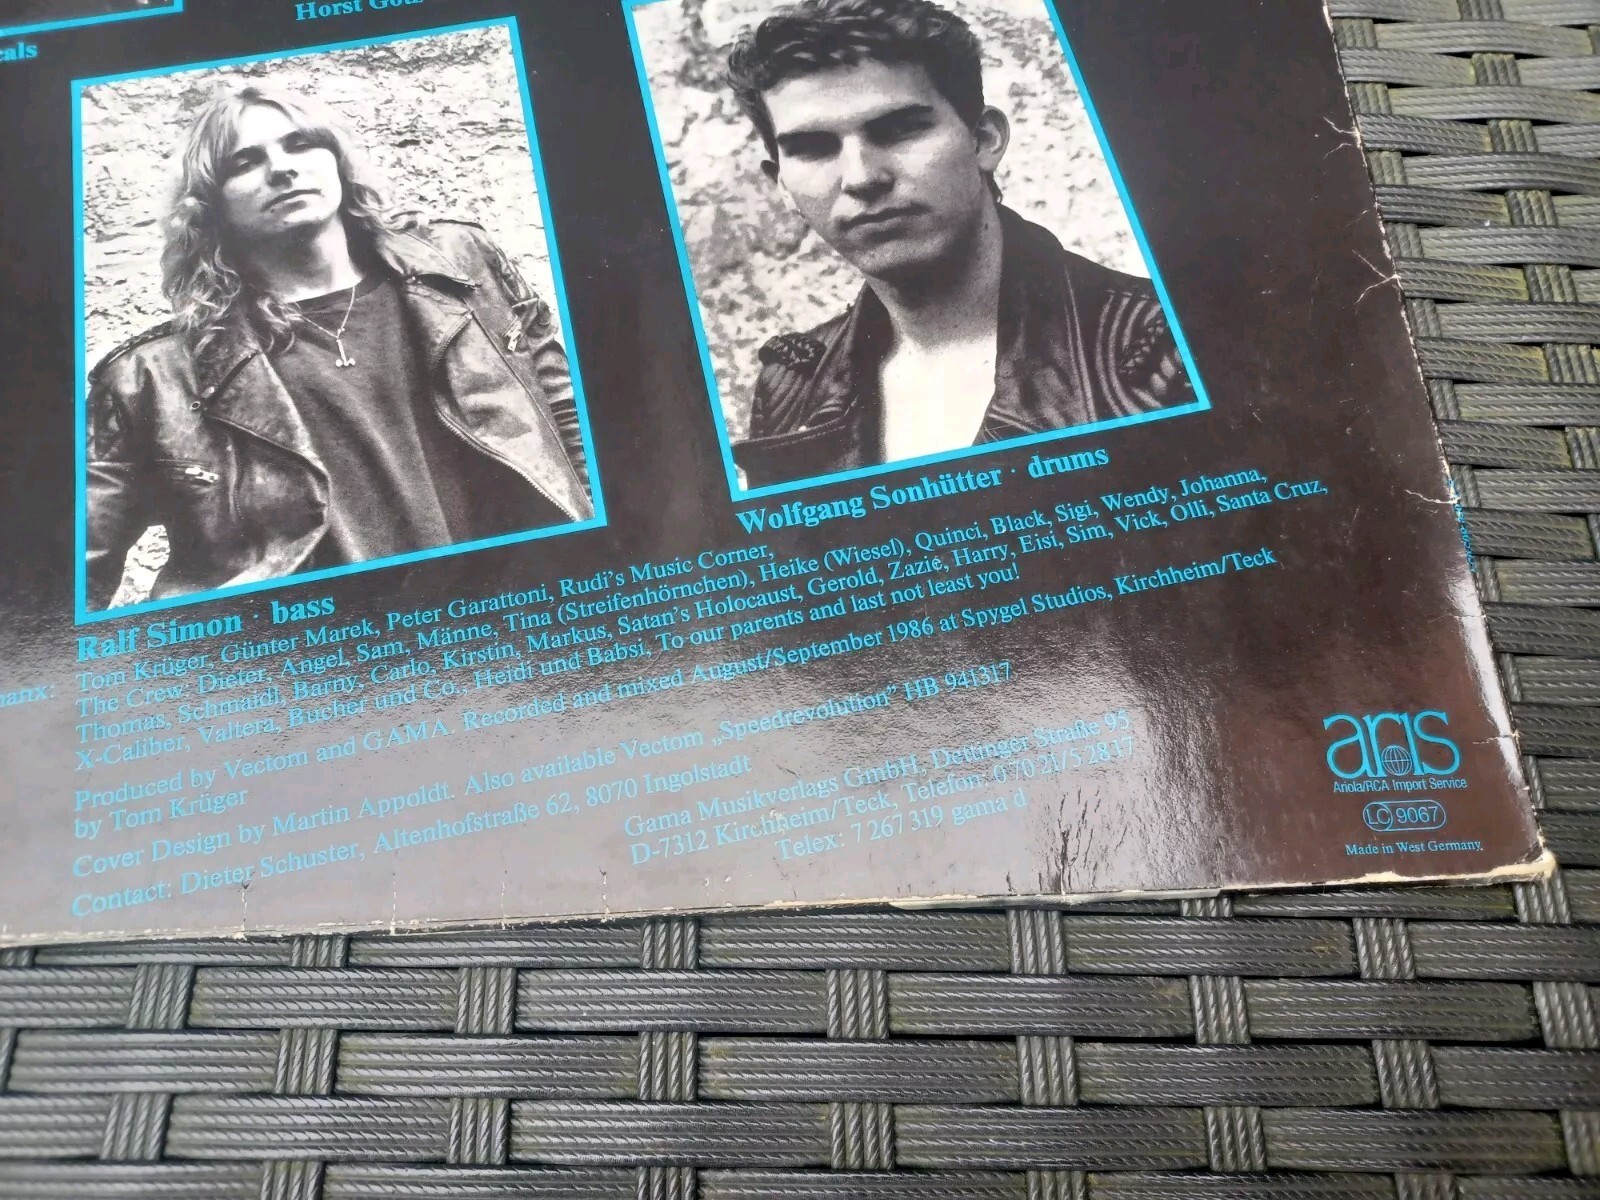 Horst Götz
cals
Wolfgang Sonhütter · drums
Ralf Simon · bass
Tom Krüger, Günter Marek, Peter Garattoni, Rudi's Music Corner,
The Crew: Dieter, Angel, Sam, Männe, Tina (Streifenhörnchen), Heike (Wiesel), Quinci, Black, Sigi, Wendy, Johanna,
Thomas, Schmaidl, Barny, Carlo, Kirstin, Markus, Satan's Holocaust, Gerold, Zazie, Harry, Eisi, Sim, Vick, Olli, Santa Cruz,
X-Caliber, Valtera, Bucher und Co., Heidi und Babsi, To our parents and last not least you!
Produced by Vectom and GAMA. Recorded and mixed August/September 1986 at Spygel Studios, Kirchheim/Teck
by Tom Krüger
Cover Design by Martin Appoldt. Also available Vectom „Speedrevolution" HB 941317
Contact: Dieter Schuster, Altenhofstraße 62, 8070 Ingolstadt
Gama Musikverlags GmbH, Dettinger Straße 95
D-7312 Kirchheim/Teck, Telefon: 0 70 21/5 28 17
Telex: 7 267 319 gama d
aris
Ariola/RCA Import Service
LC 9067
Made in West Germany.